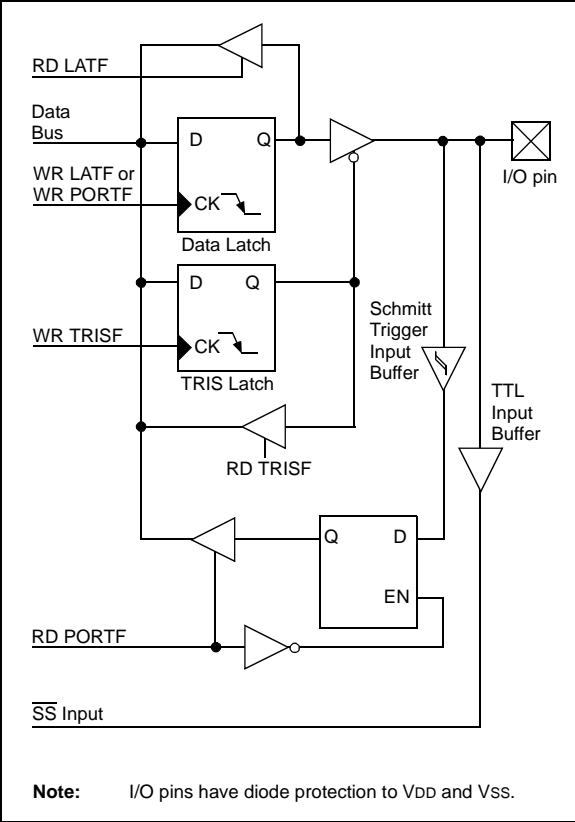 RD LATF
Data
Bus
D Q
I/O pin
WR LATF or
WR PORTF
CK
Data Latch
D Q
WR TRISF
CK
TRIS Latch
Schmitt
Trigger
Input
Buffer
TTL
Input
Buffer
RD TRISF
Q D
EN
RD PORTF
S̅S̅ Input
Note: I/O pins have diode protection to VDD and VSS.